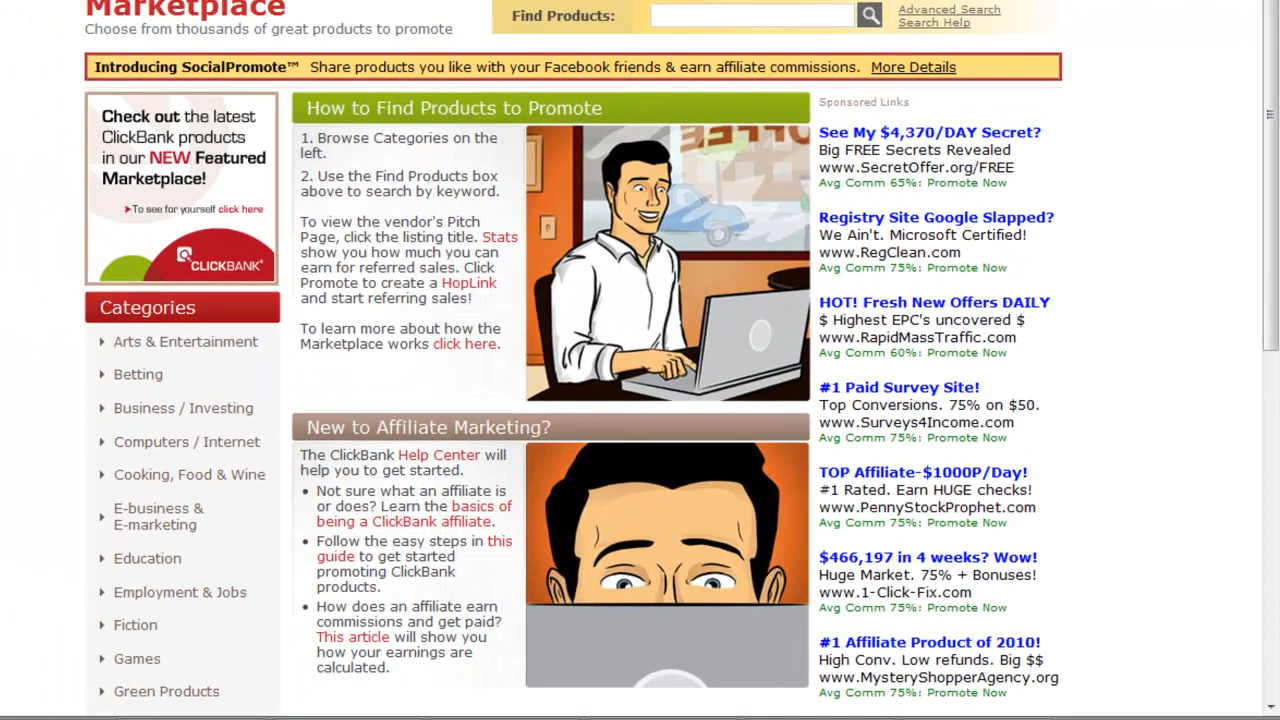 Marketplace
Choose from thousands of great products to promote
Find Products:
Advanced Search
Search Help
Introducing SocialPromote™ Share products you like with your Facebook friends & earn affiliate commissions. More Details
Check out the latest
ClickBank products
in our NEW Featured
Marketplace!
➤To see for yourself click here
CLICKBANK®
Categories
Arts & Entertainment
Betting
Business / Investing
Computers / Internet
Cooking, Food & Wine
E-business &
E-marketing
Education
Employment & Jobs
Fiction
Games
Green Products
How to Find Products to Promote
1. Browse Categories on the
left.
2. Use the Find Products box
above to search by keyword.
To view the vendor's Pitch
Page, click the listing title. Stats
show you how much you can
earn for referred sales. Click
Promote to create a HopLink
and start referring sales!
To learn more about how the
Marketplace works click here.
OFFEE
New to Affiliate Marketing?
The ClickBank Help Center will
help you to get started.
• Not sure what an affiliate is
or does? Learn the basics of
being a ClickBank affiliate.
• Follow the easy steps in this
guide to get started
promoting ClickBank
products.
• How does an affiliate earn
commissions and get paid?
This article will show you
how your earnings are
calculated.
Sponsored Links
See My $4,370/DAY Secret?
Big FREE Secrets Revealed
www.SecretOffer.org/FREE
Avg Comm 65%: Promote Now
Registry Site Google Slapped?
We Ain't. Microsoft Certified!
www.RegClean.com
Avg Comm 75%: Promote Now
HOT! Fresh New Offers DAILY
$ Highest EPC's uncovered $
www.RapidMassTraffic.com
Avg Comm 60%: Promote Now
#1 Paid Survey Site!
Top Conversions. 75% on $50.
www.Surveys4Income.com
Avg Comm 75%: Promote Now
TOP Affiliate-$1000P/Day!
#1 Rated. Earn HUGE checks!
www.PennyStockProphet.com
Avg Comm 75%: Promote Now
$466,197 in 4 weeks? Wow!
Huge Market. 75% + Bonuses!
www.1-Click-Fix.com
Avg Comm 75%: Promote Now
#1 Affiliate Product of 2010!
High Conv. Low refunds. Big $$
www.MysteryShopperAgency.org
Avg Comm 75%: Promote Now